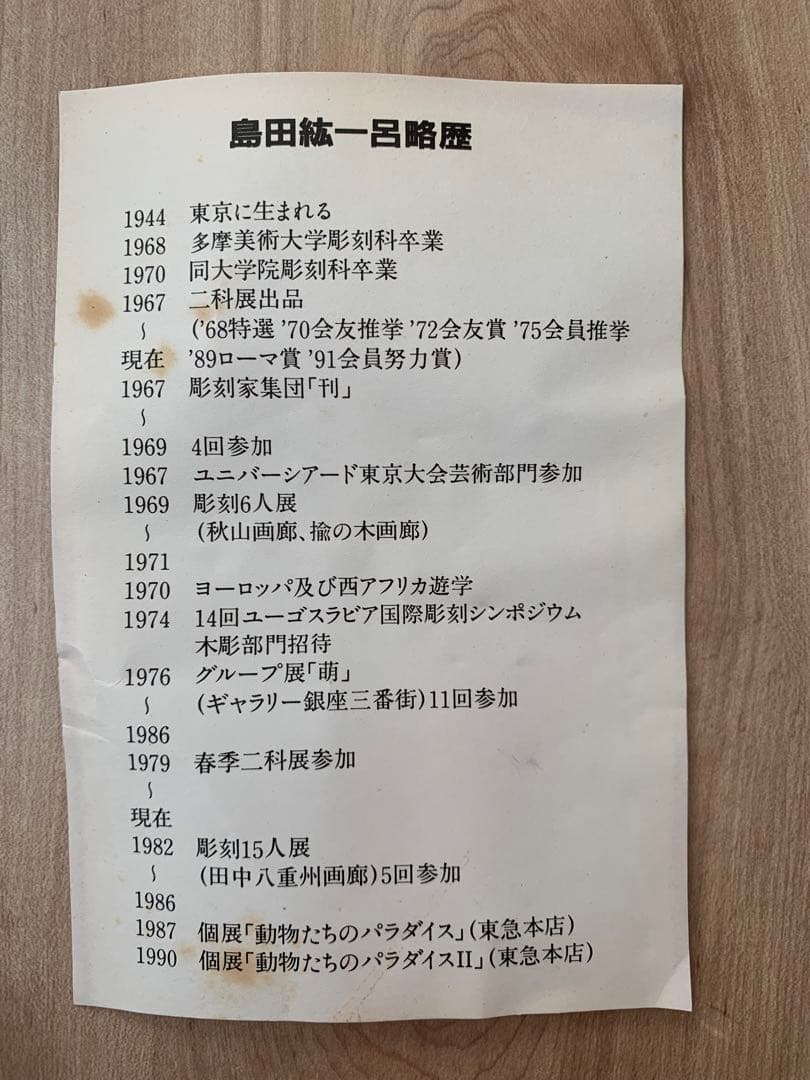 島田紘一呂略歴
1944 東京に生まれる
1968 多摩美術大学彫刻科卒業
1970 同大学院彫刻科卒業
1967 二科展出品
〜 ('68特選 '70会友推挙 '72会友賞 '75会員推挙
現在 '89ローマ賞 '91会員努力賞)
1967 彫刻家集団「刊」
〜
1969 4回参加
1967 ユニバーシアード東京大会芸術部門参加
1969 彫刻6人展
〜 (秋山画廊、揄の木画廊)
1971
1970 ヨーロッパ及び西アフリカ遊学
1974 14回ユーゴスラビア国際彫刻シンポジウム
木彫部門招待
1976 グループ展「萌」
〜 (ギャラリー銀座三番街)11回参加
1986
1979 春季二科展参加
〜
現在
1982 彫刻15人展
〜 (田中八重州画廊)5回参加
1986
1987 個展「動物たちのパラダイス」(東急本店)
1990 個展「動物たちのパラダイスII」(東急本店)